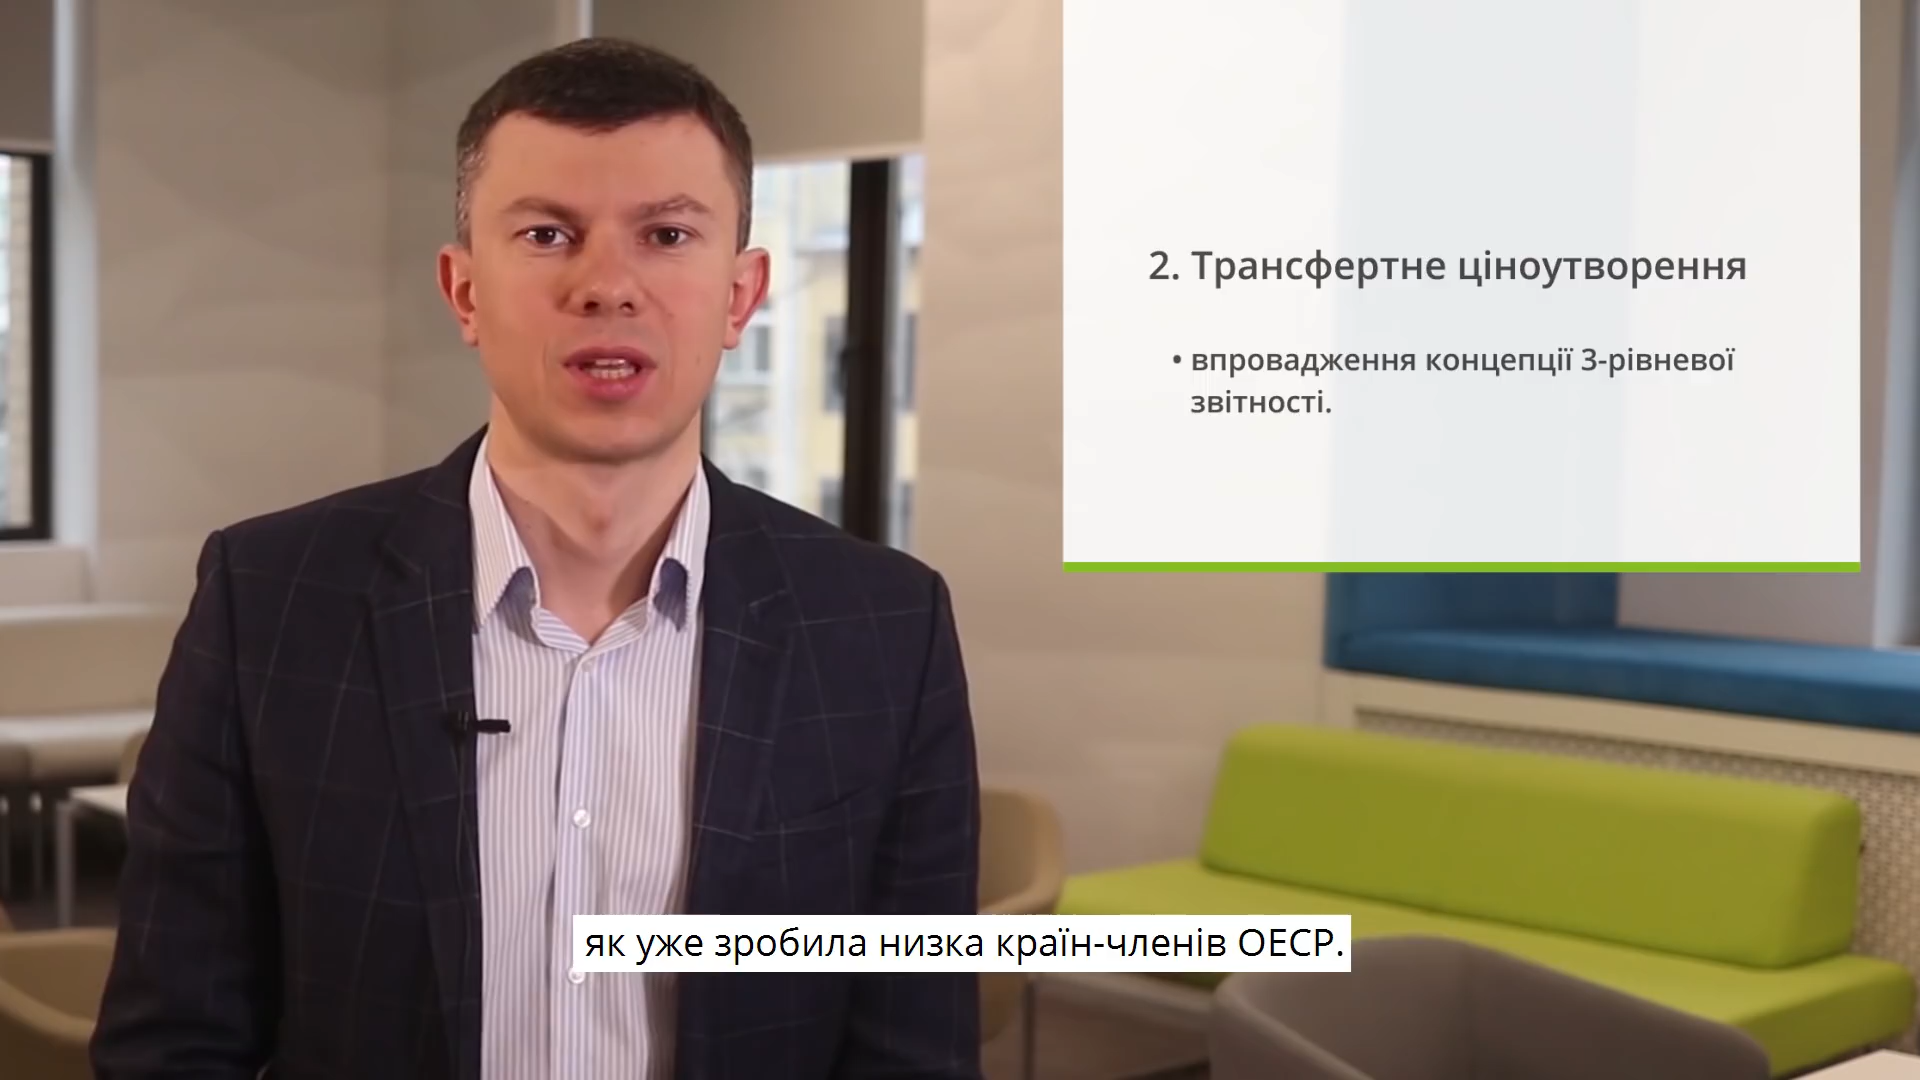 2. Трансфертне ціноутворення
• впровадження концепції 3-рівневої
звітності.
як уже зробила низка країн-членів ОЕСР.